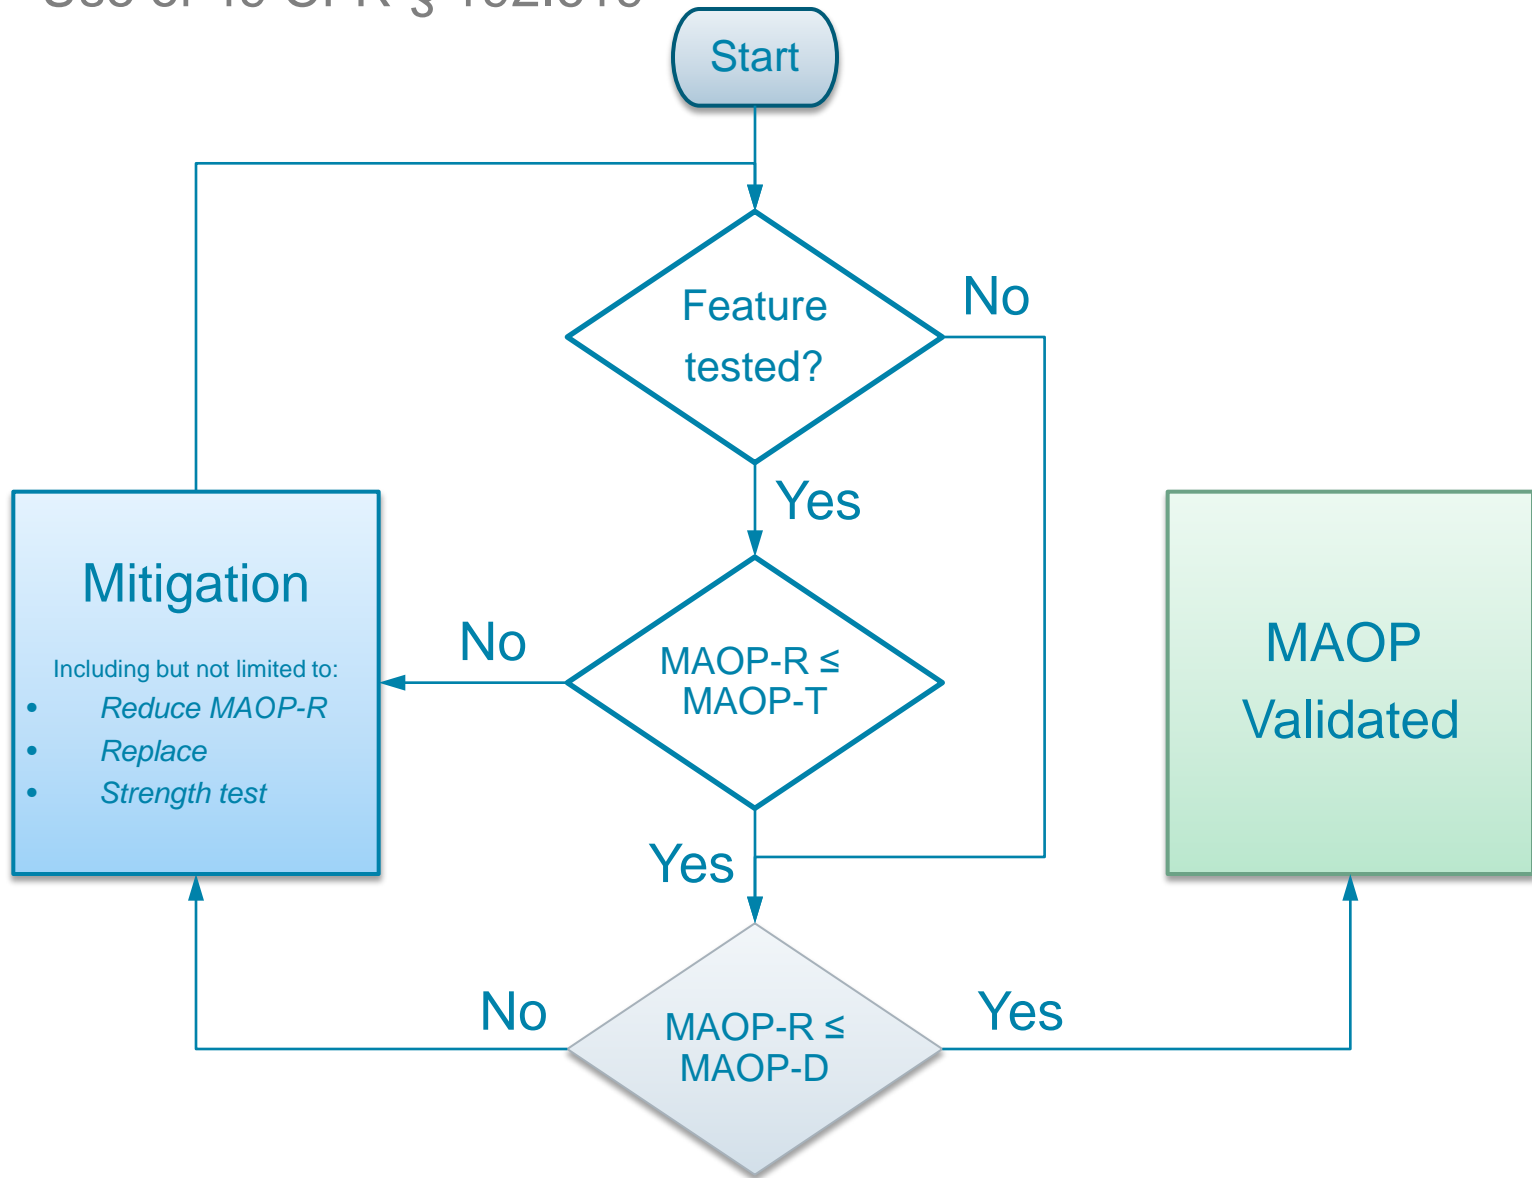 Start
Feature
tested?
No
Yes
Mitigation
Including but not limited to:
• Reduce MAOP-R
• Replace
• Strength test
No
MAOP-R ≤
MAOP-T
MAOP
Validated
Yes
No
MAOP-R ≤
MAOP-D
Yes